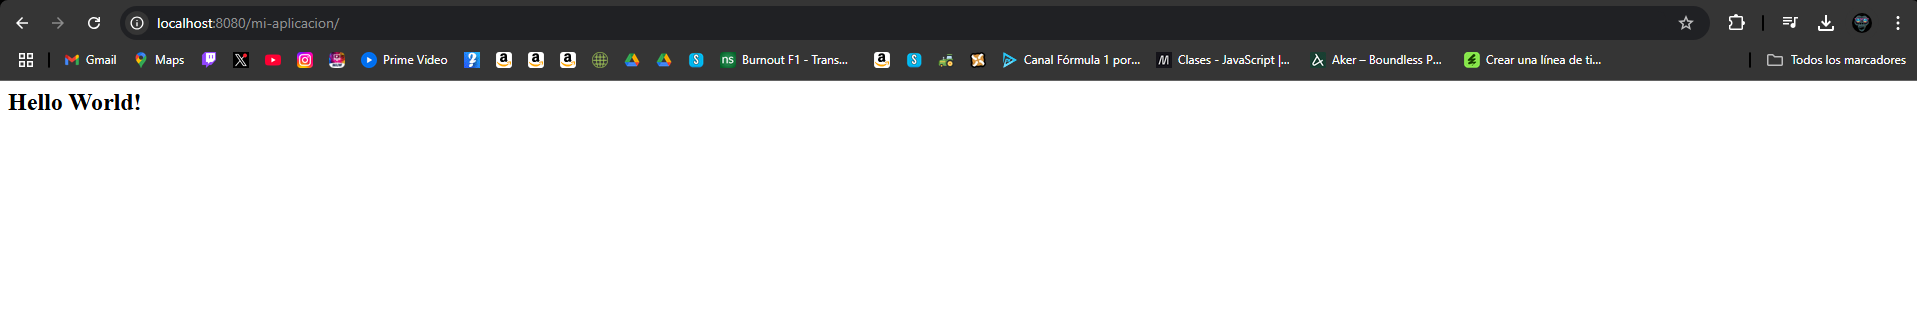 localhost:8080/mi-aplicacion/
Gmail Maps Prime Video Burnout F1 - Trans... Canal Fórmula 1 por... Clases - JavaScript |... Aker – Boundless P... Crear una línea de ti... Todos los marcadores
Hello World!